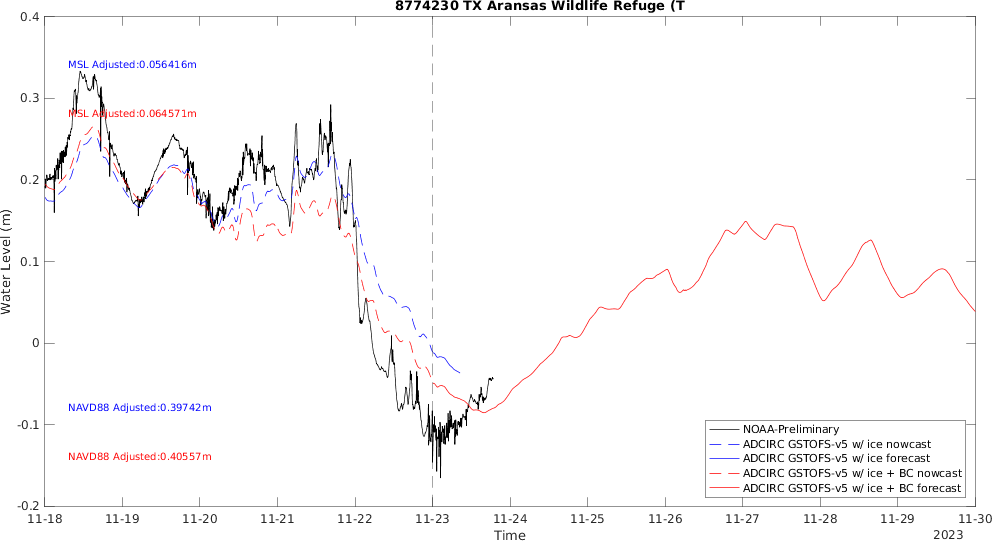 8774230 TX Aransas Wildlife Refuge (T
0.4
0.3
0.2
0.1
0
-0.1
-0.2
Water Level (m)
MSL Adjusted:0.056416m
MSL Adjusted:0.064571m
NAVD88 Adjusted:0.39742m
NAVD88 Adjusted:0.40557m
NOAA-Preliminary
ADCIRC GSTOFS-v5 w/ ice nowcast
ADCIRC GSTOFS-v5 w/ ice forecast
ADCIRC GSTOFS-v5 w/ ice + BC nowcast
ADCIRC GSTOFS-v5 w/ ice + BC forecast
11-18 11-19 11-20 11-21 11-22 11-23 11-24 11-25 11-26 11-27 11-28 11-29 11-30
Time
2023